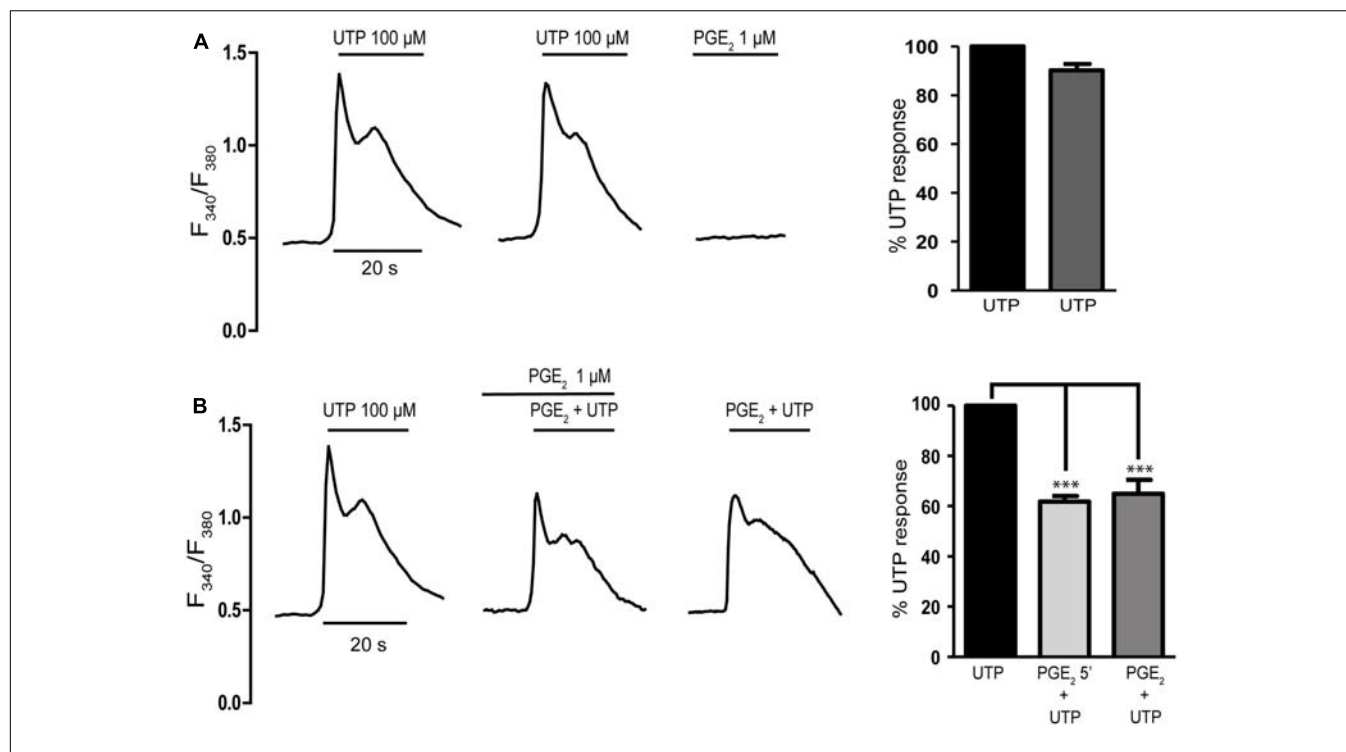 A
UTP 100 µM
UTP 100 µM
PGE₂ 1 µM
1.5
1.0
0.5
0.0
F₃₄₀/F₃₈₀
20 s
% UTP response
100
80
60
40
20
0
UTP
UTP
B
PGE₂ 1 µM
UTP 100 µM
PGE₂ + UTP
PGE₂ + UTP
1.5
1.0
0.5
0.0
F₃₄₀/F₃₈₀
20 s
% UTP response
100
80
60
40
20
0
***
***
UTP
PGE₂ 5'
+
UTP
PGE₂
+
UTP